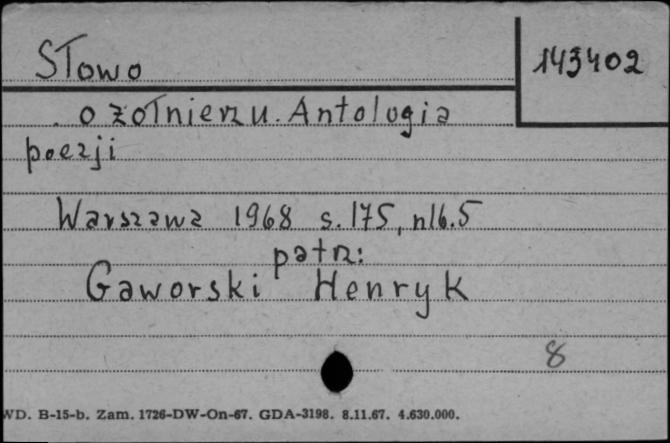 Słowo
143402
o żołnierzu. Antologia
poezji
Warszawa 1968 s. 175, nlb. 5
patrz:
Gaworski Henryk
8
WD. B-15-b. Zam. 1726-DW-On-67. GDA-3198. 8.11.67. 4.630.000.